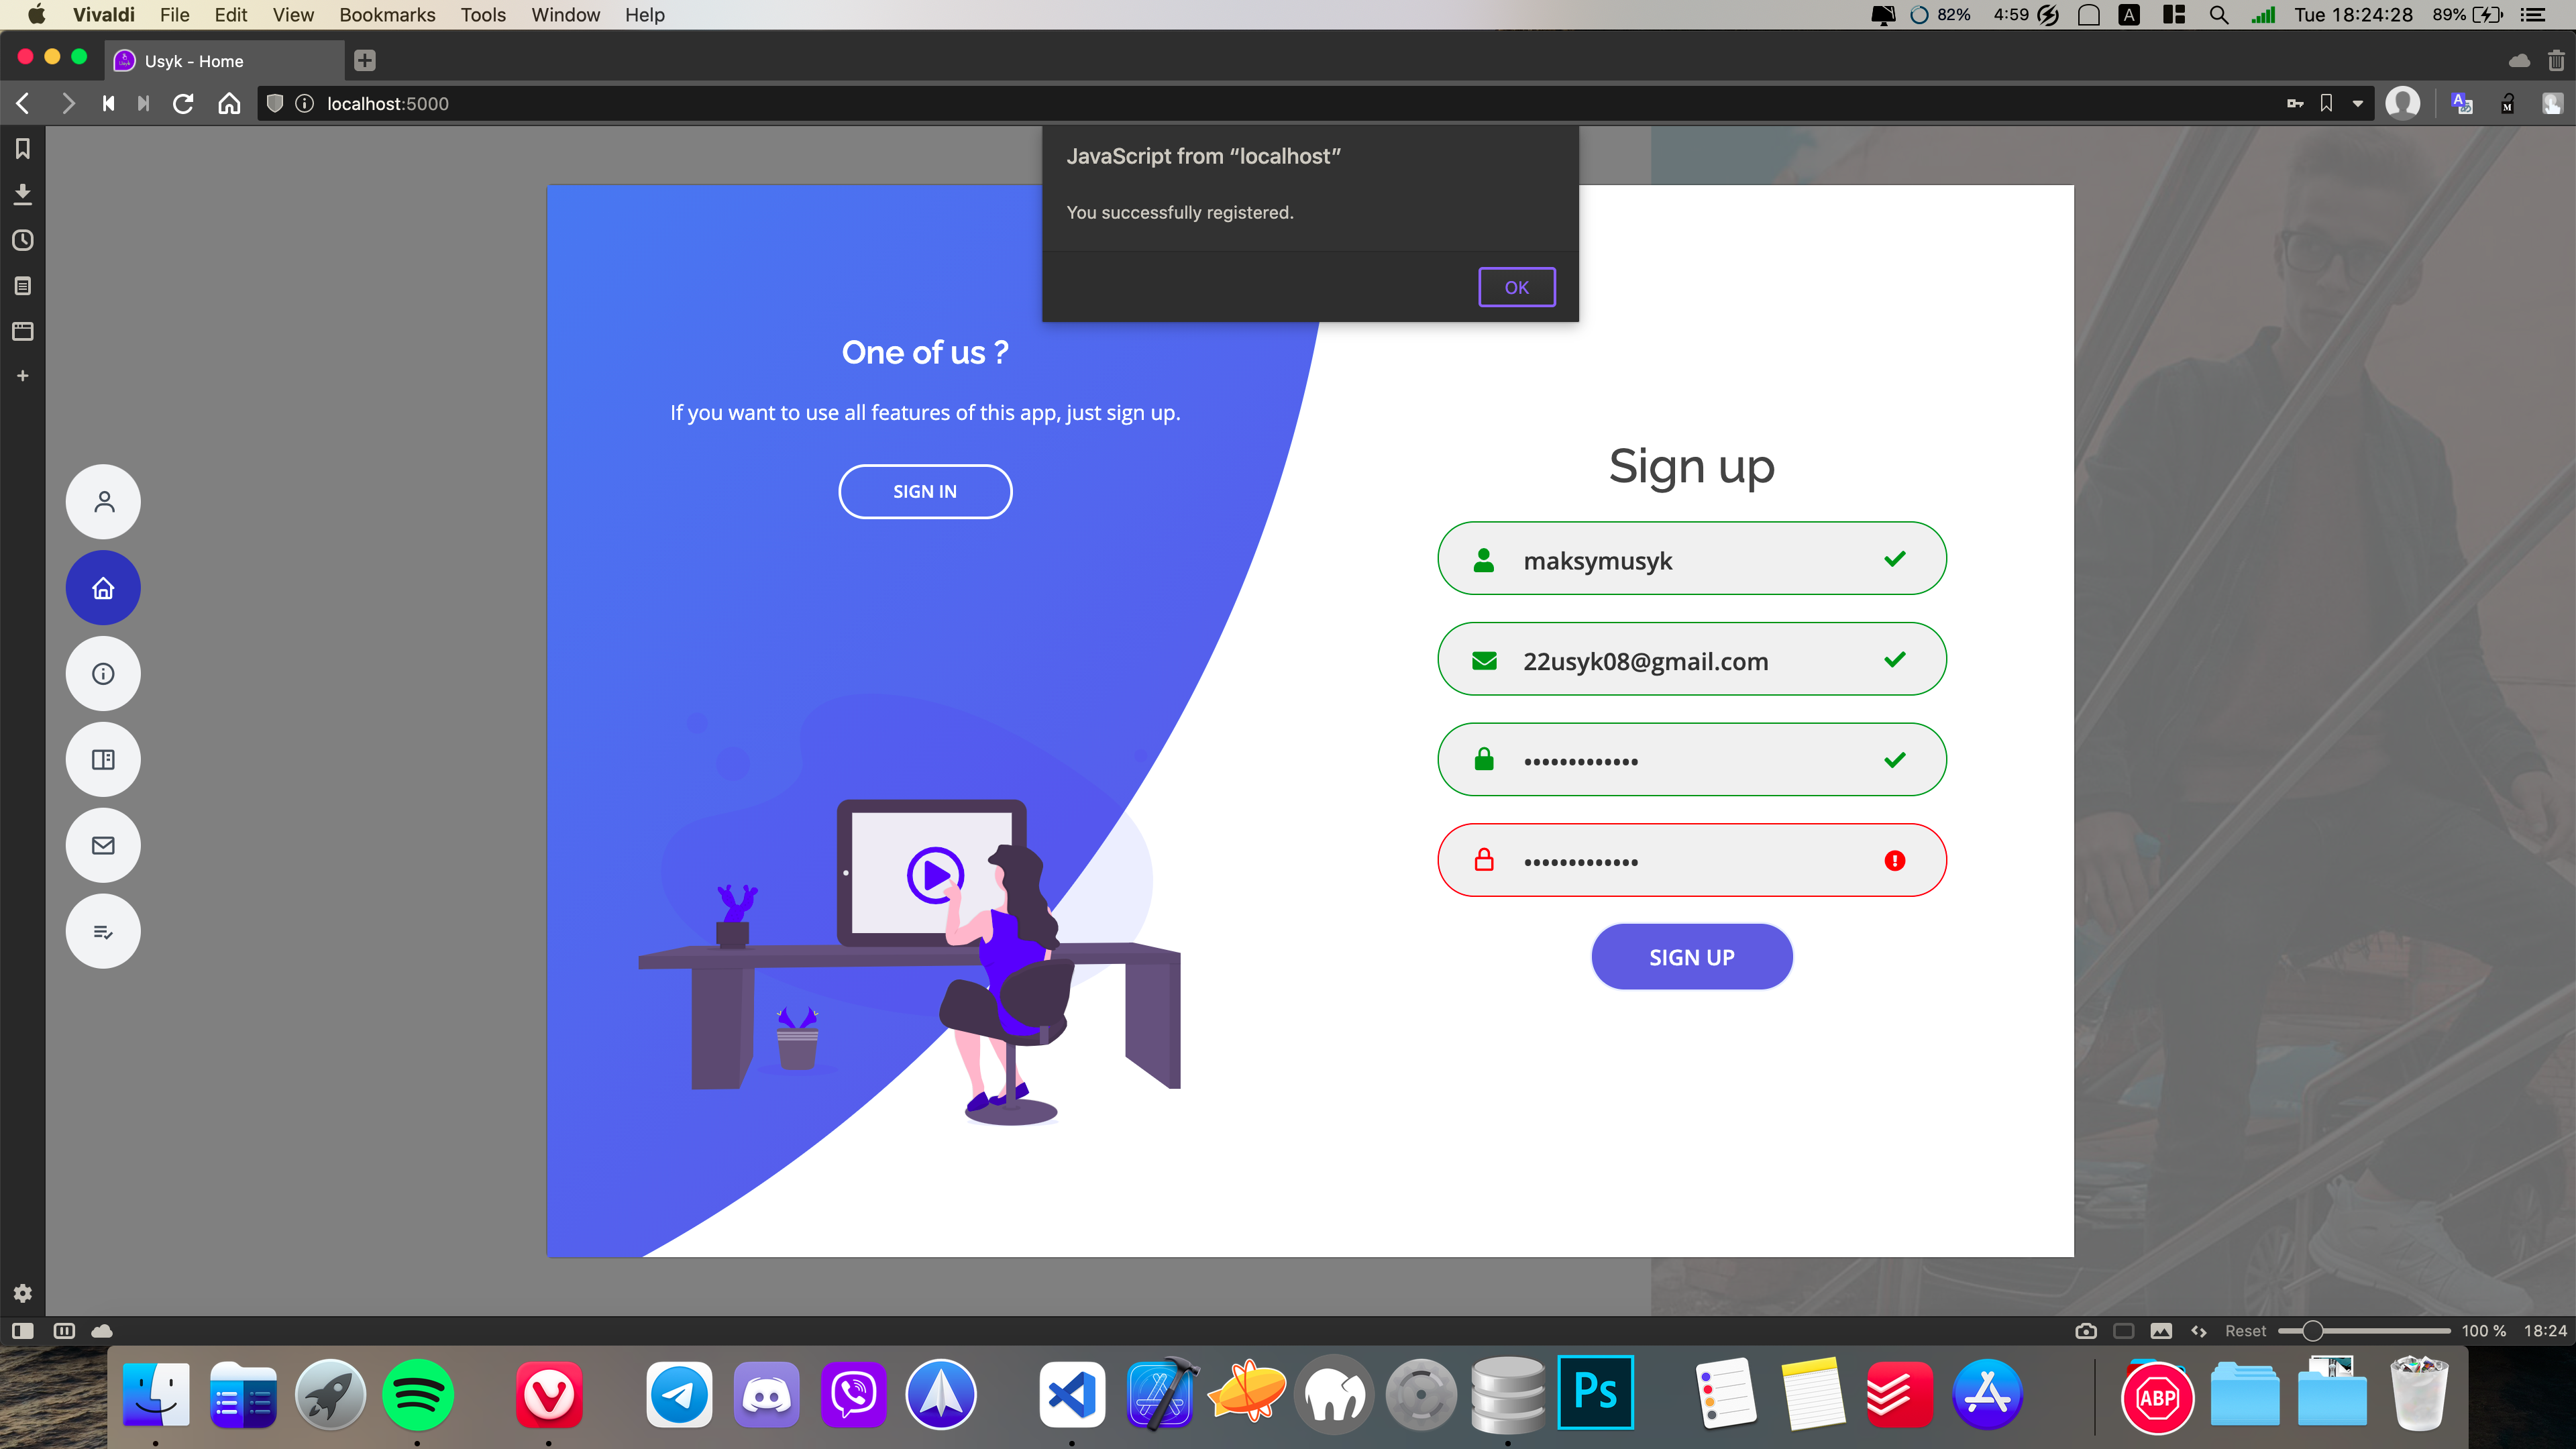 Vivaldi File Edit View Bookmarks Tools Window Help
82% 4:59 A Tue 18:24:28 89%
Usyk - Home
localhost:5000
JavaScript from “localhost”
You successfully registered.
OK
One of us ?
If you want to use all features of this app, just sign up.
SIGN IN
Sign up
maksymusyk
22usyk08@gmail.com
•••••••••••••
•••••••••••••
SIGN UP
Reset 100 % 18:24
Ps
ABP